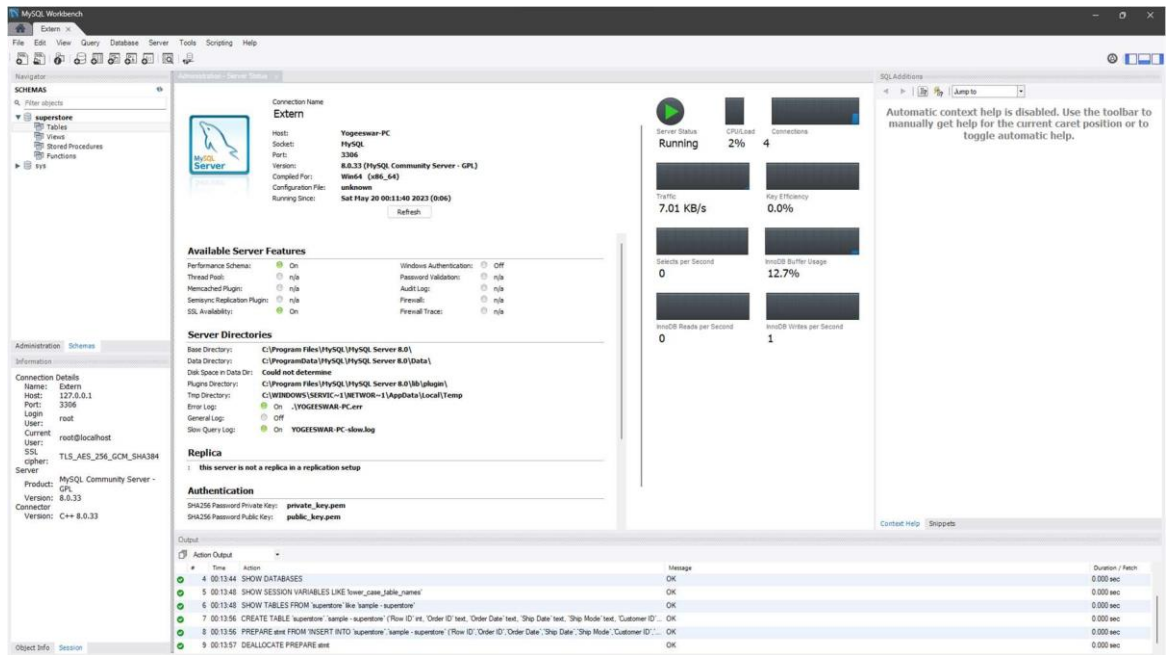 MySQL Workbench
Extern ×
File Edit View Query Database Server Tools Scripting Help
Navigator
SCHEMAS
Filter objects
superstore
Tables
Views
Stored Procedures
Functions
sys
Administration Schemas
Information
Connection Details
Name: Extern
Host: 127.0.0.1
Port: 3306
Login
User: root
Current
User: root@localhost
SSL
cipher: TLS_AES_256_GCM_SHA384
Server
Product: MySQL Community Server -
GPL
Version: 8.0.33
Connector
Version: C++ 8.0.33
Object Info Session
Administration - Server Status ×
MySQL
Server
Connection Name
Extern
Host: Yogeeswar-PC
Socket: MySQL
Port: 3306
Version: 8.0.33 (MySQL Community Server - GPL)
Compiled For: Win64 (x86_64)
Configuration File: unknown
Running Since: Sat May 20 00:11:40 2023 (0:06)
Refresh
Available Server Features
Performance Schema: On Windows Authentication: Off
Thread Pool: n/a Password Validation: n/a
Memcached Plugin: n/a Audit Log: n/a
Semisync Replication Plugin: n/a Firewall: n/a
SSL Availability: On Firewall Trace: n/a
Server Directories
Base Directory: C:\Program Files\MySQL\MySQL Server 8.0\
Data Directory: C:\ProgramData\MySQL\MySQL Server 8.0\Data\
Disk Space in Data Dir: Could not determine
Plugins Directory: C:\Program Files\MySQL\MySQL Server 8.0\lib\plugin\
Tmp Directory: C:\WINDOWS\SERVIC~1\NETWOR~1\AppData\Local\Temp
Error Log: On .\YOGEESWAR-PC.err
General Log: Off
Slow Query Log: On YOGEESWAR-PC-slow.log
Replica
: this server is not a replica in a replication setup
Authentication
SHA256 Password Private Key: private_key.pem
SHA256 Password Public Key: public_key.pem
Server Status CPU/Load Connections
Running 2% 4
Traffic Key Efficiency
7.01 KB/s 0.0%
Selects per Second InnoDB Buffer Usage
0 12.7%
InnoDB Reads per Second InnoDB Writes per Second
0 1
SQLAdditions
Jump to
Automatic context help is disabled. Use the toolbar to
manually get help for the current caret position or to
toggle automatic help.
Context Help Snippets
Output
Action Output
# Time Action Message Duration / Fetch
4 00:13:44 SHOW DATABASES OK 0.000 sec
5 00:13:48 SHOW SESSION VARIABLES LIKE 'lower_case_table_names' OK 0.000 sec
6 00:13:48 SHOW TABLES FROM `superstore` like 'sample - superstore' OK 0.000 sec
7 00:13:56 CREATE TABLE `superstore`.`sample - superstore` (`Row ID` int, `Order ID` text, `Order Date` text, `Ship Date` text, `Ship Mode` text, `Customer ID`... OK 0.000 sec
8 00:13:56 PREPARE stmt FROM 'INSERT INTO `superstore`.`sample - superstore` (`Row ID`,`Order ID`,`Order Date`,`Ship Date`,`Ship Mode`,`Customer ID`,`... OK 0.000 sec
9 00:13:57 DEALLOCATE PREPARE stmt OK 0.000 sec